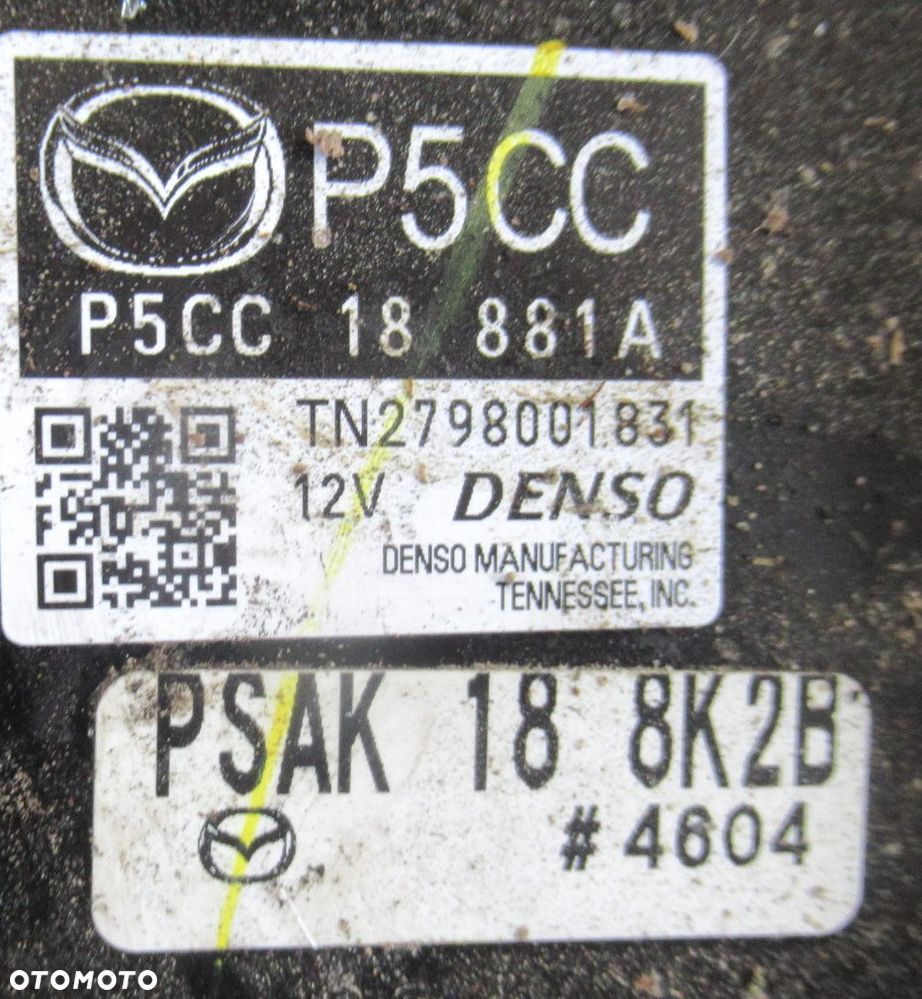 P5CC
P5CC 18 881A
TN2798001831
12V DENSO
DENSO MANUFACTURING
TENNESSEE, INC.
PSAK 18 8K2B
#4604
OTOMOTO